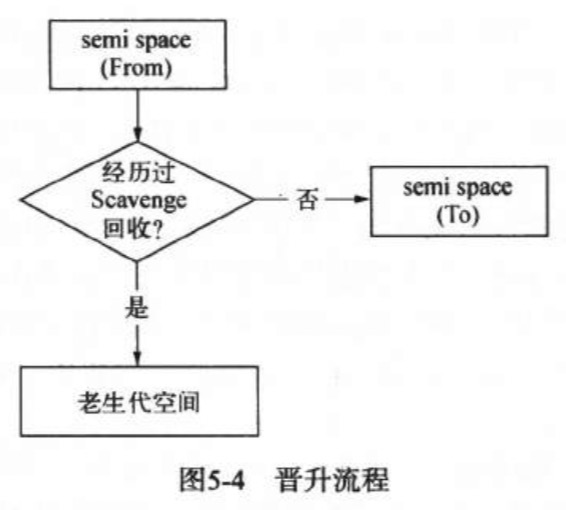 semi space
(From)
经历过
Scavenge
回收?
否
semi space
(To)
是
老生代空间
图5-4 晋升流程